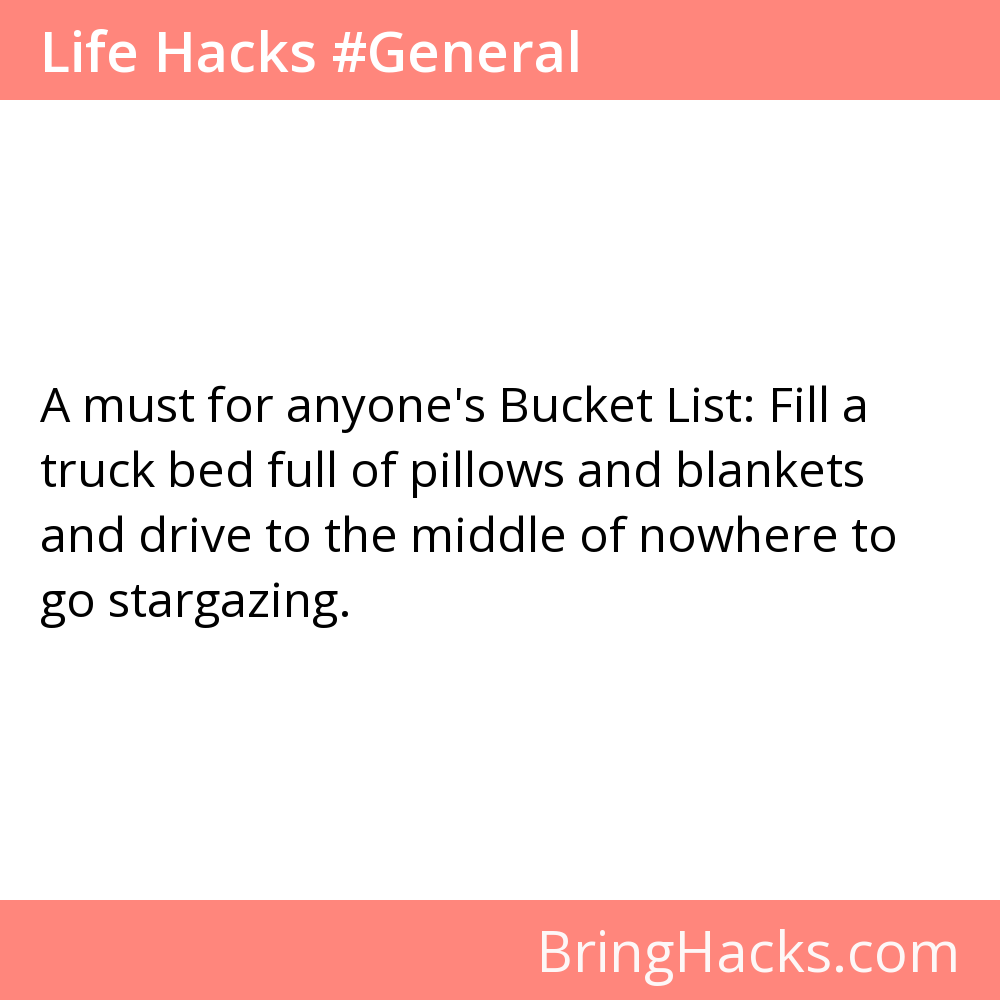 Life Hacks #General
A must for anyone's Bucket List: Fill a
truck bed full of pillows and blankets
and drive to the middle of nowhere to
go stargazing.
BringHacks.com